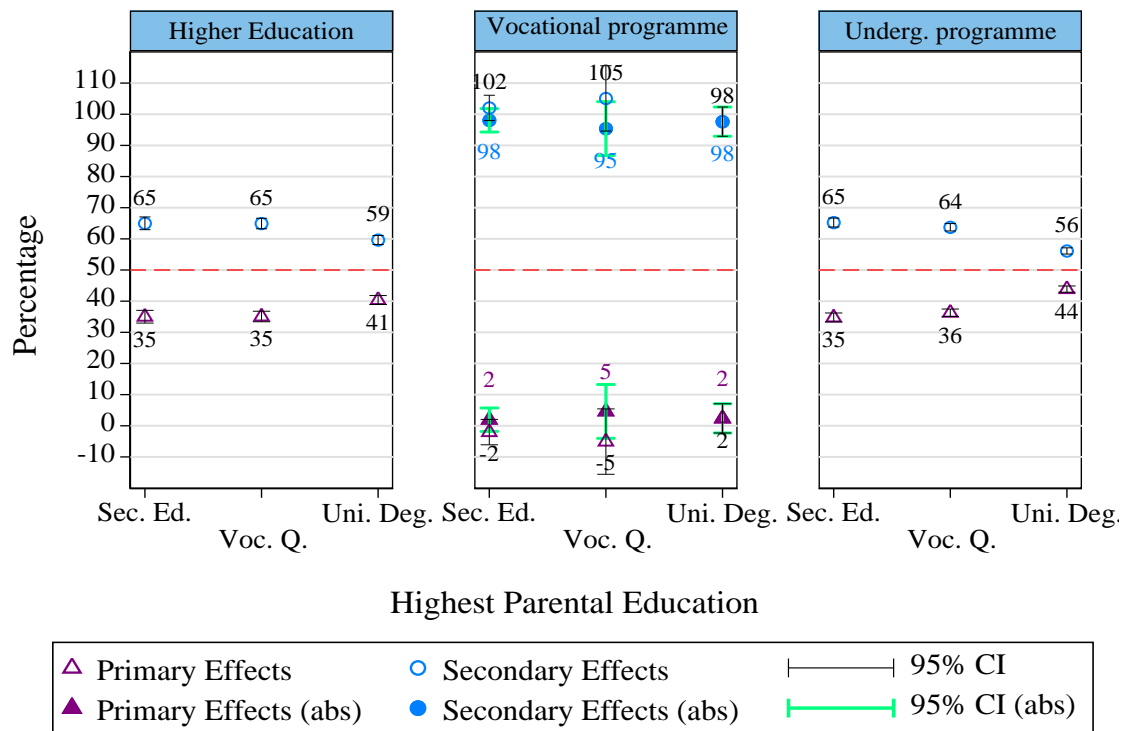 Higher Education
Vocational programme
Underg. programme
Percentage
110
100
90
80
70
60
50
40
30
20
10
0
-10
65
65
59
35
35
41
102
105
98
98
95
98
2
5
2
-2
-5
2
65
64
56
35
36
44
Sec. Ed.
Voc. Q.
Uni. Deg.
Sec. Ed.
Voc. Q.
Uni. Deg.
Sec. Ed.
Voc. Q.
Uni. Deg.
Highest Parental Education
Primary Effects
Secondary Effects
95% CI
Primary Effects (abs)
Secondary Effects (abs)
95% CI (abs)